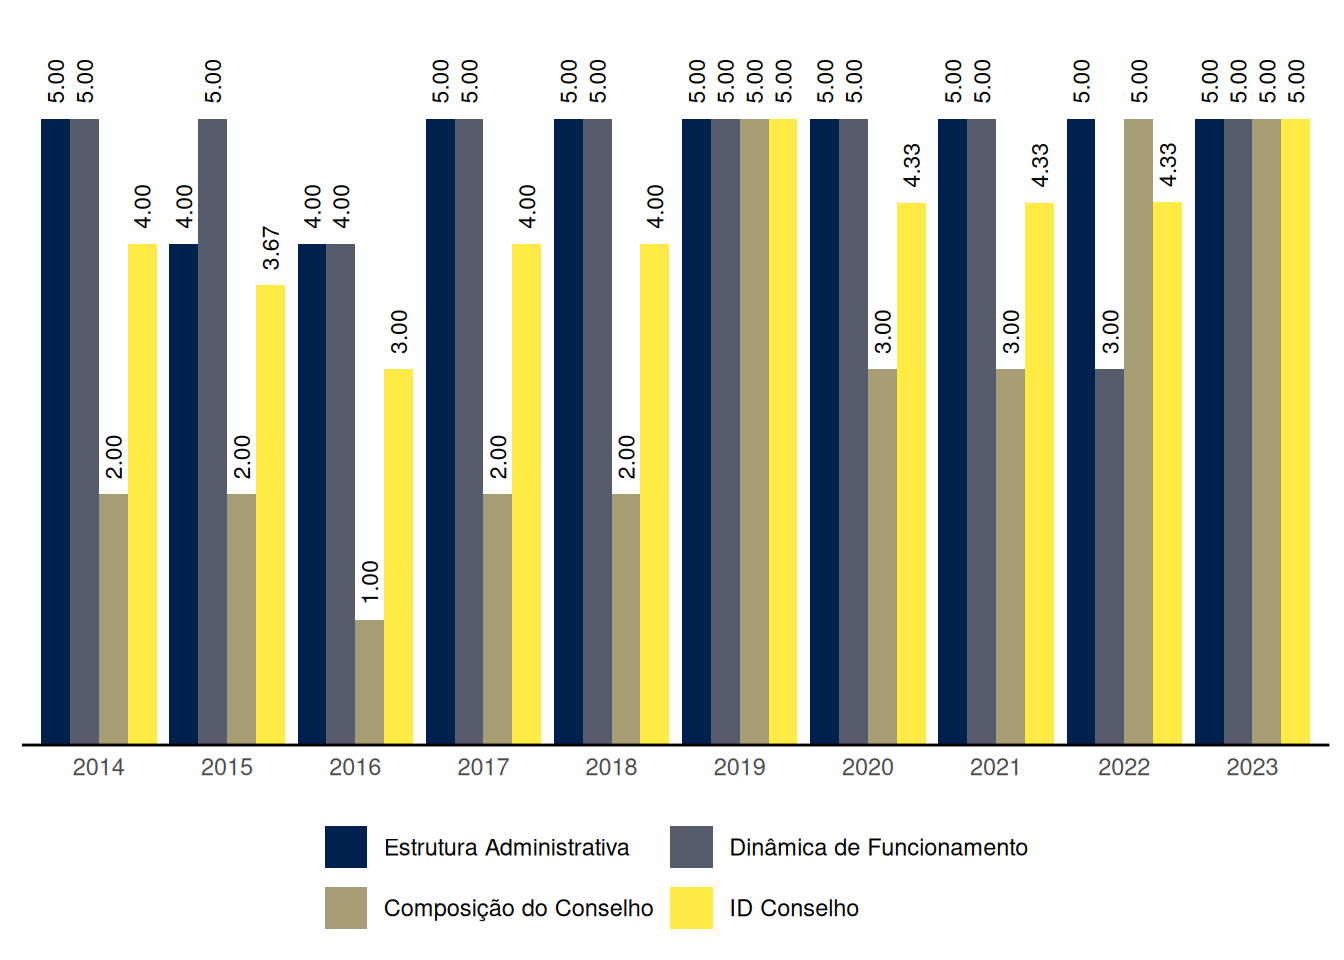 5.00 5.00 2.00 4.00 4.00 5.00 2.00 3.67 4.00 4.00 1.00 3.00 5.00 5.00 2.00 4.00 5.00 5.00 2.00 4.00 5.00 5.00 5.00 5.00 5.00 5.00 3.00 4.33 5.00 5.00 3.00 4.33 5.00 3.00 5.00 4.33 5.00 5.00 5.00 5.00
2014 2015 2016 2017 2018 2019 2020 2021 2022 2023
Estrutura Administrativa Dinâmica de Funcionamento
Composição do Conselho ID Conselho